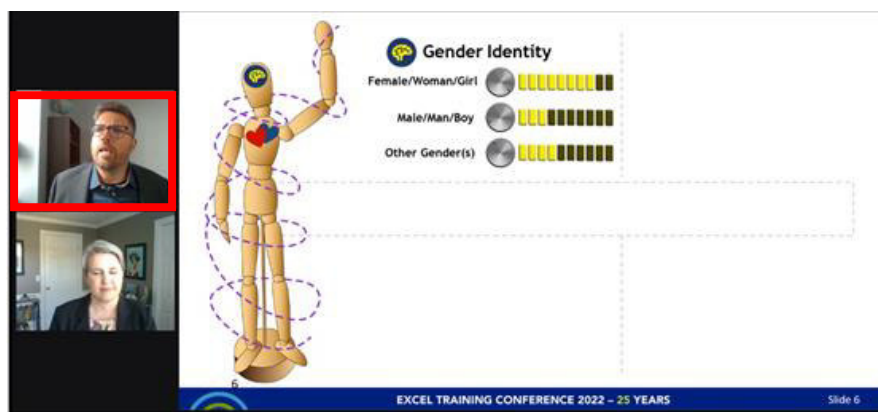 Gender Identity
Female/Woman/Girl
Male/Man/Boy
Other Gender(s)
6
EXCEL TRAINING CONFERENCE 2022 – 25 YEARS
Slide 6